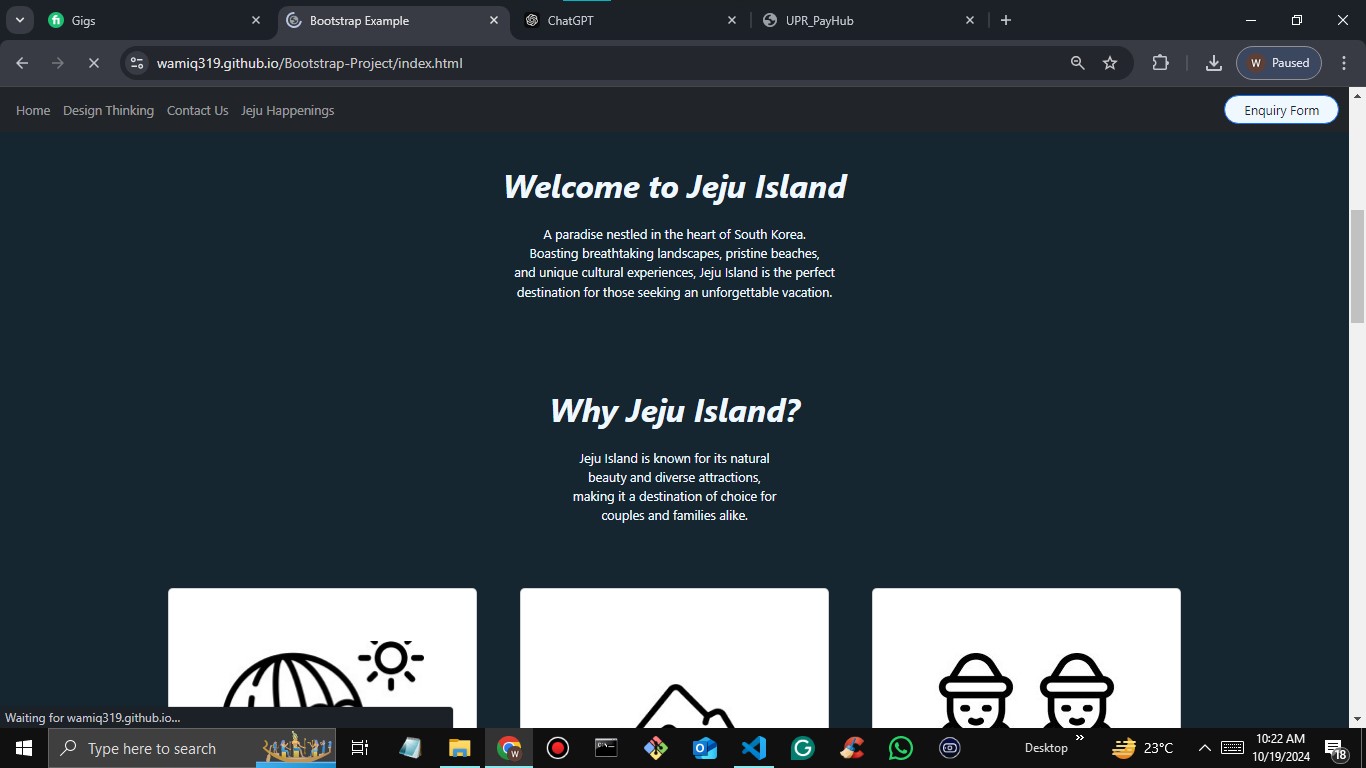 Gigs
Bootstrap Example
ChatGPT
UPR_PayHub
wamiq319.github.io/Bootstrap-Project/index.html
W Paused
Home Design Thinking Contact Us Jeju Happenings Enquiry Form
Welcome to Jeju Island
A paradise nestled in the heart of South Korea.
Boasting breathtaking landscapes, pristine beaches,
and unique cultural experiences, Jeju Island is the perfect
destination for those seeking an unforgettable vacation.
Why Jeju Island?
Jeju Island is known for its natural
beauty and diverse attractions,
making it a destination of choice for
couples and families alike.
Waiting for wamiq319.github.io...
Type here to search
Desktop
23°C
10:22 AM
10/19/2024
18